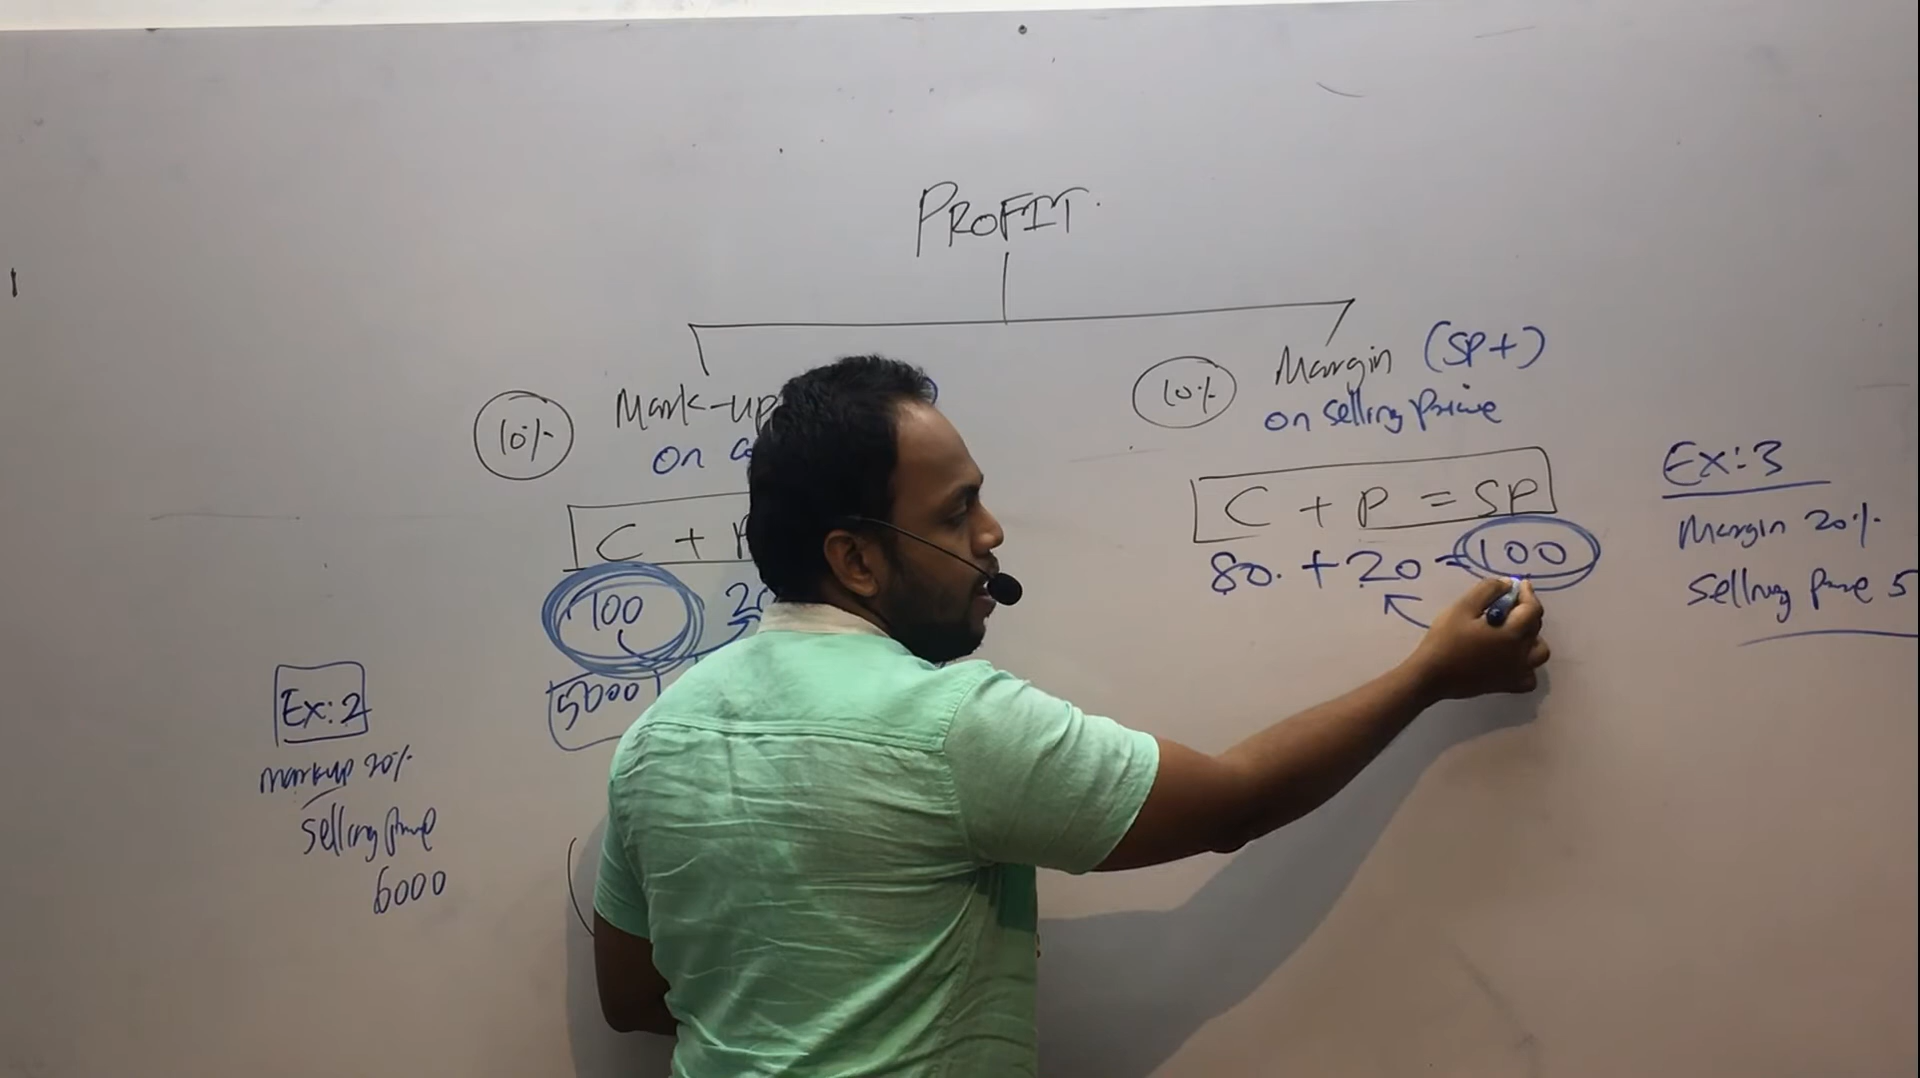 PROFIT.
10%
Mark-up
on
C + P
100 20
5000
Ex:2
markup 20%
selling price
6000
10%
Margin (SP+)
on selling price
C + P = SP
80. + 20 = 100
Ex:3
Margin 20%
Selling price 5